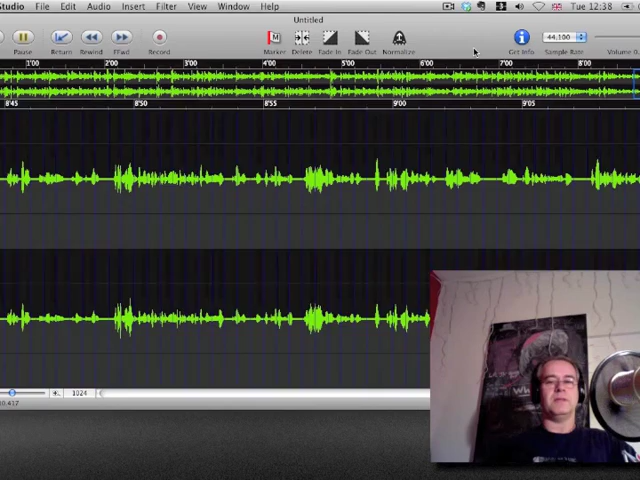 Studio File Edit Audio Insert Filter View Window Help Tue 12:38
Untitled
Pause Return Rewind FFwd Record Marker Delete Fade In Fade Out Normalize Get Info 44.100 Sample Rate Volume 0.
1'00 2'00 3'00 4'00 5'00 6'00 7'00 8'00
8'45 8'50 8'55 9'00 9'05
1024